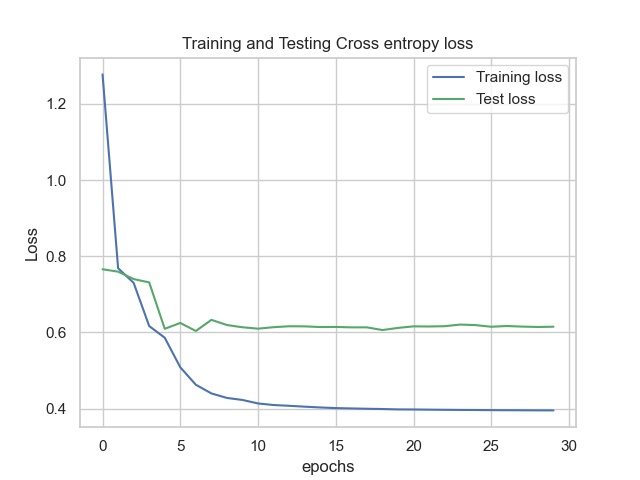 Training and Testing Cross entropy loss
Training loss
Test loss
1.2
1.0
0.8
0.6
0.4
Loss
0 5 10 15 20 25 30
epochs